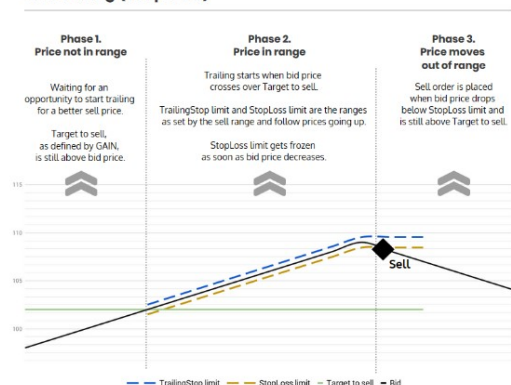 Phase 1.
Price not in range
Waiting for an
opportunity to start trailing
for a better sell price.
Target to sell,
as defined by GAIN,
is still above bid price.
Phase 2.
Price in range
Trailing starts when bid price
crosses over Target to sell.
TrailingStop limit and StopLoss limit are the ranges
as set by the sell range and follow prices going up.
StopLoss limit gets frozen
as soon as bid price decreases.
Phase 3.
Price moves
out of range
Sell order is placed
when bid price drops
below StopLoss limit and
is still above Target to sell.
115
110
105
100
Sell
TrailingStop limit StopLoss limit Target to sell Bid